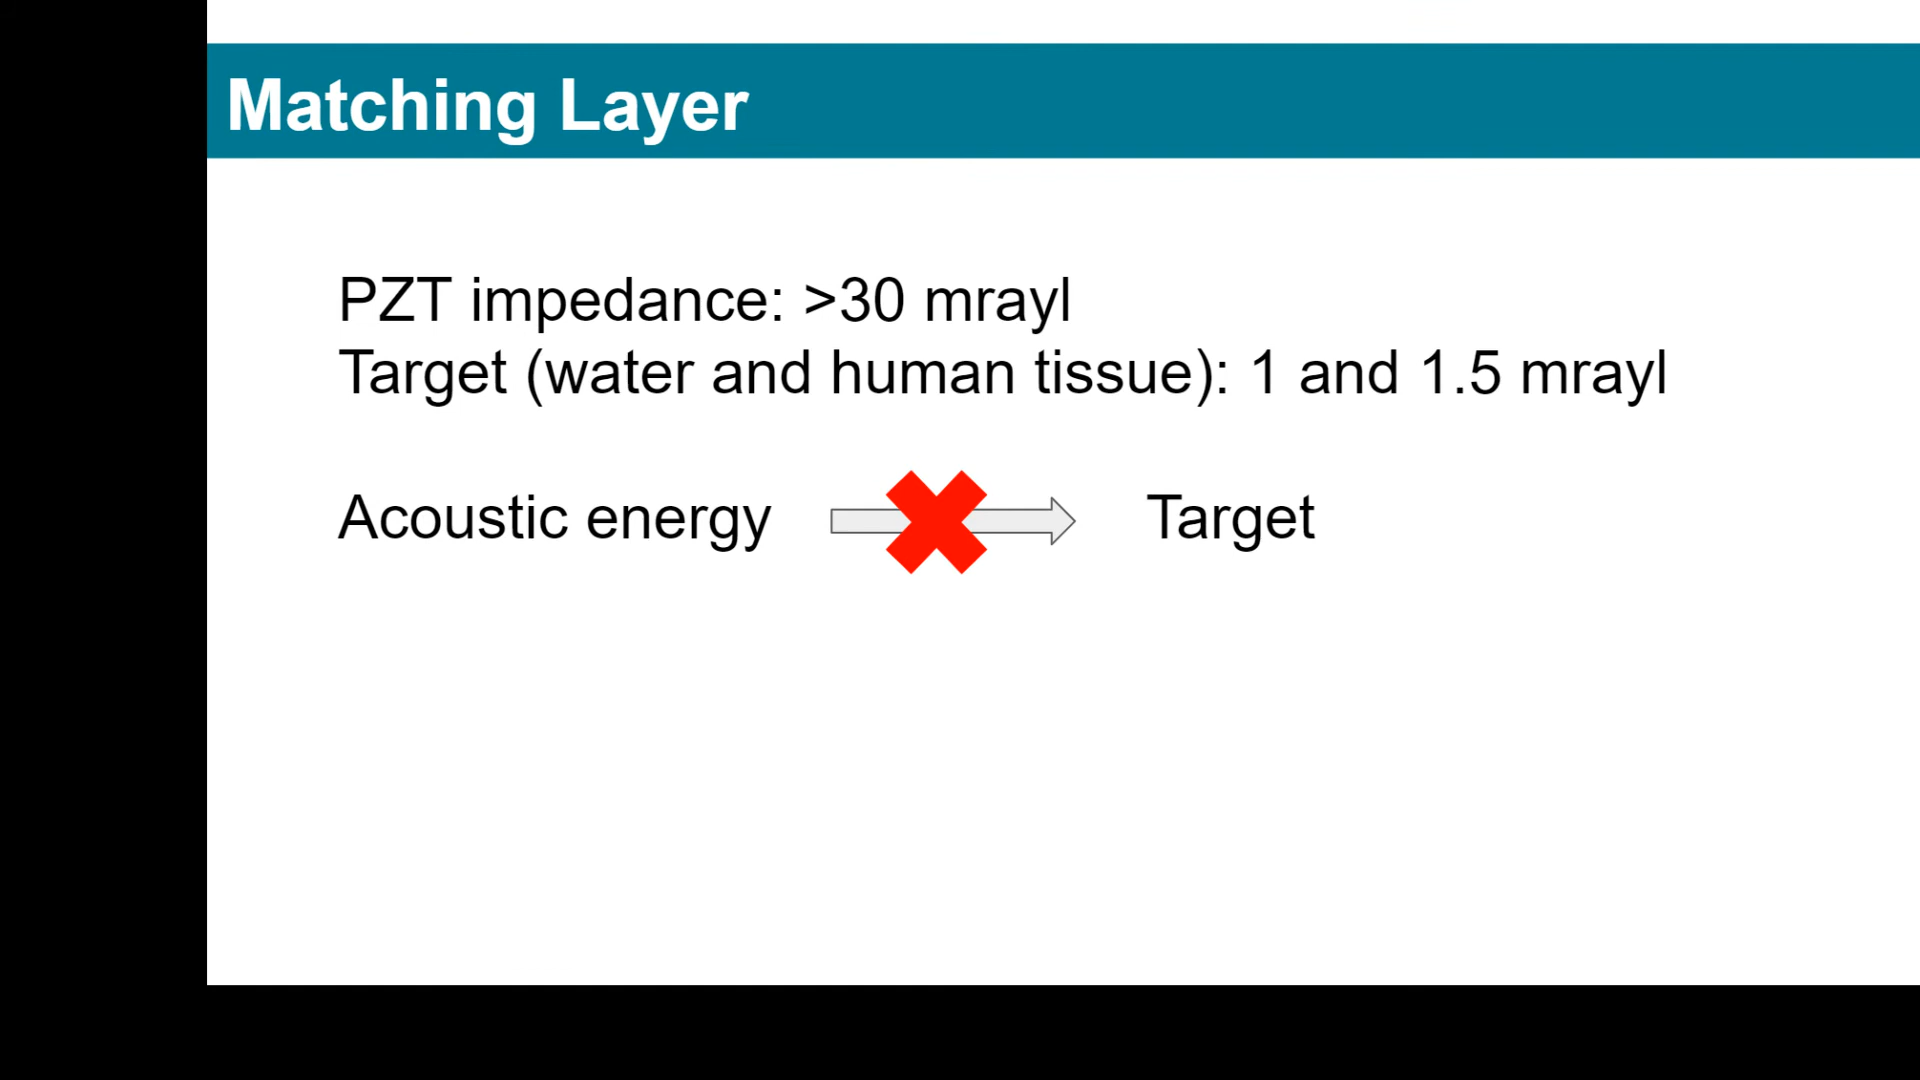 Matching Layer
PZT impedance: >30 mrayl
Target (water and human tissue): 1 and 1.5 mrayl
Acoustic energy Target